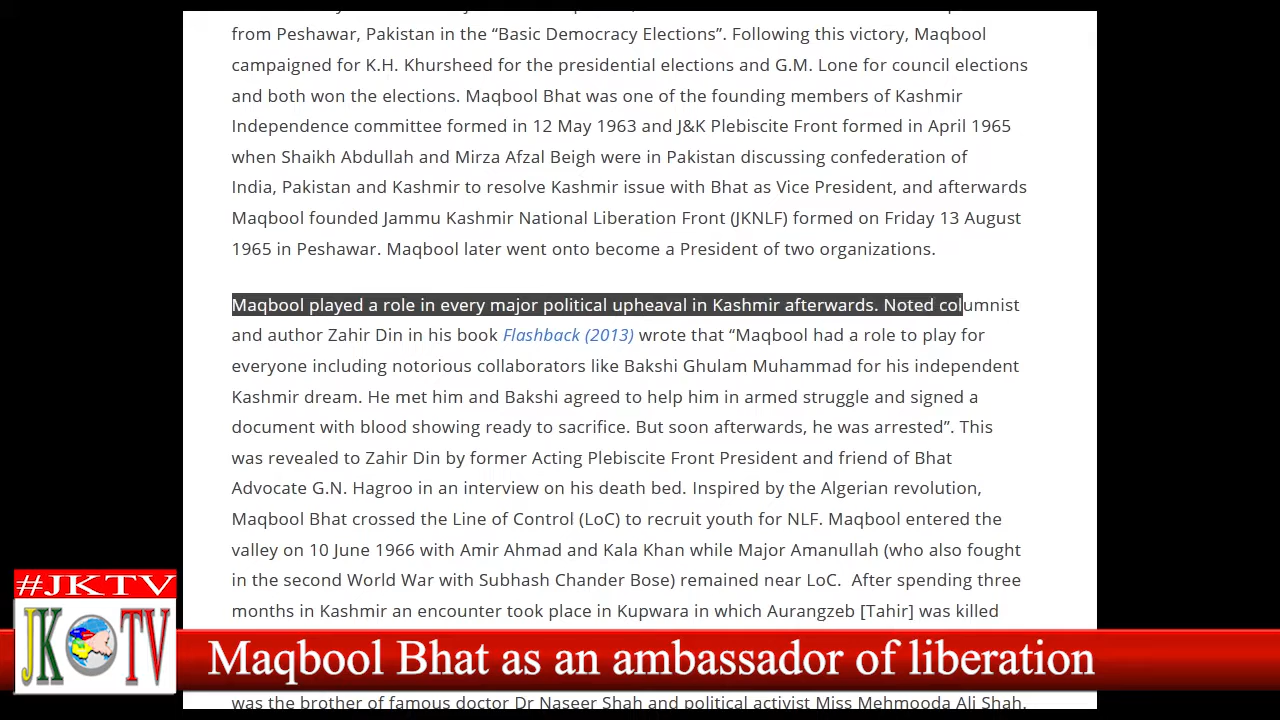 from Peshawar, Pakistan in the “Basic Democracy Elections”. Following this victory, Maqbool
campaigned for K.H. Khursheed for the presidential elections and G.M. Lone for council elections
and both won the elections. Maqbool Bhat was one of the founding members of Kashmir
Independence committee formed in 12 May 1963 and J&K Plebiscite Front formed in April 1965
when Shaikh Abdullah and Mirza Afzal Beigh were in Pakistan discussing confederation of
India, Pakistan and Kashmir to resolve Kashmir issue with Bhat as Vice President, and afterwards
Maqbool founded Jammu Kashmir National Liberation Front (JKNLF) formed on Friday 13 August
1965 in Peshawar. Maqbool later went onto become a President of two organizations.
Maqbool played a role in every major political upheaval in Kashmir afterwards. Noted columnist
and author Zahir Din in his book Flashback (2013) wrote that “Maqbool had a role to play for
everyone including notorious collaborators like Bakshi Ghulam Muhammad for his independent
Kashmir dream. He met him and Bakshi agreed to help him in armed struggle and signed a
document with blood showing ready to sacrifice. But soon afterwards, he was arrested”. This
was revealed to Zahir Din by former Acting Plebiscite Front President and friend of Bhat
Advocate G.N. Hagroo in an interview on his death bed. Inspired by the Algerian revolution,
Maqbool Bhat crossed the Line of Control (LoC) to recruit youth for NLF. Maqbool entered the
valley on 10 June 1966 with Amir Ahmad and Kala Khan while Major Amanullah (who also fought
in the second World War with Subhash Chander Bose) remained near LoC. After spending three
months in Kashmir an encounter took place in Kupwara in which Aurangzeb [Tahir] was killed
#JKTV
JK TV
Maqbool Bhat as an ambassador of liberation
was the brother of famous doctor Dr Naseer Shah and political activist Miss Mehmooda Ali Shah.